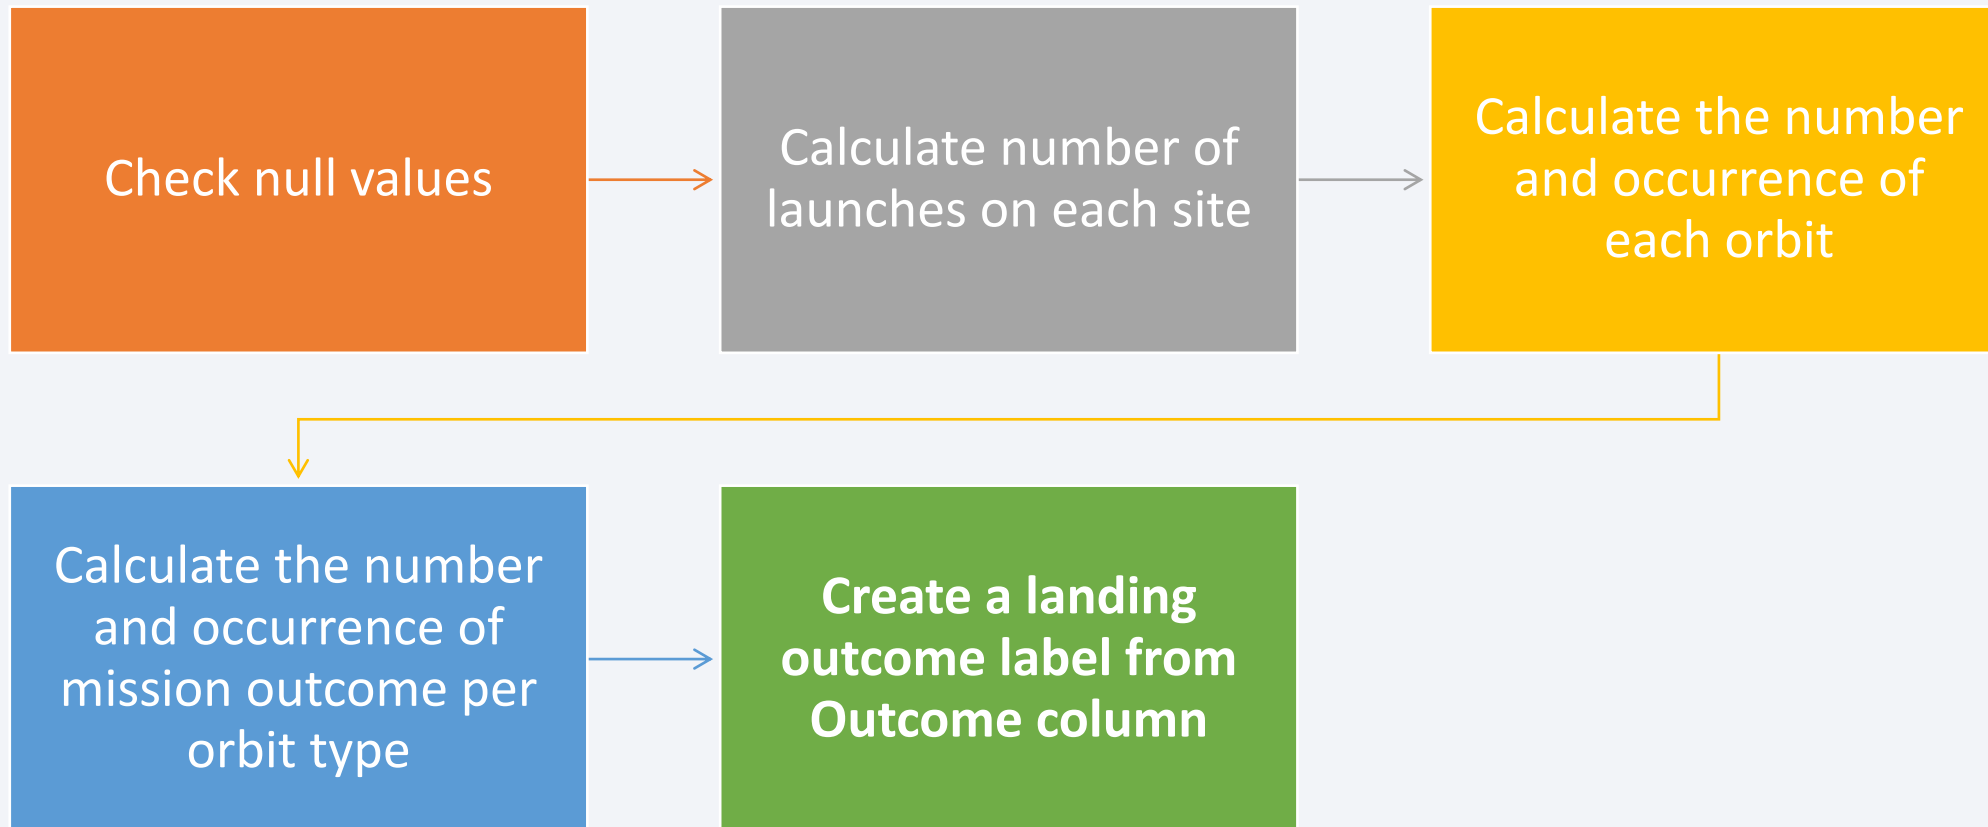 Check null values
Calculate number of
launches on each site
Calculate the number
and occurrence of
each orbit
Calculate the number
and occurrence of
mission outcome per
orbit type
Create a landing
outcome label from
Outcome column